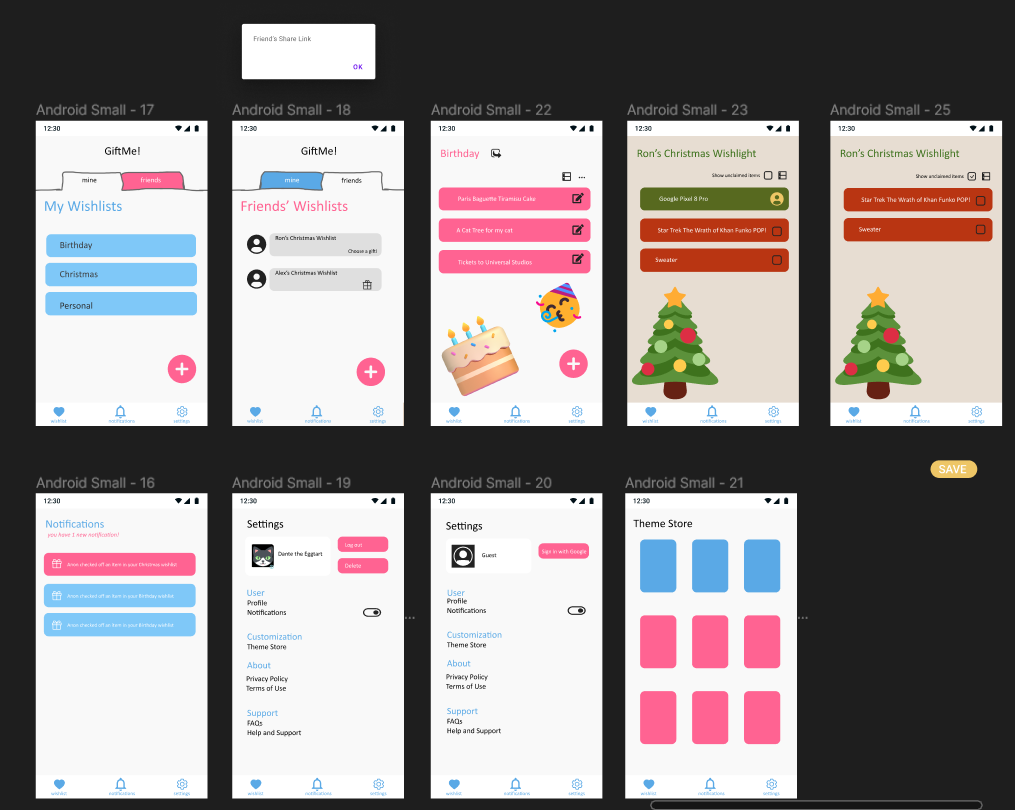 Friend's Share Link
OK
Android Small - 17
12:30
GiftMe!
mine
friends
My Wishlists
Birthday
Christmas
Personal
wishlist
notifications
settings
Android Small - 18
12:30
GiftMe!
mine
friends
Friends' Wishlists
Ron's Christmas Wishlist
Choose a gift!
Alex's Christmas Wishlist
wishlist
notifications
settings
Android Small - 22
12:30
Birthday
Paris Baguette Tiramisu Cake
A Cat Tree for my cat
Tickets to Universal Studios
wishlist
notifications
settings
Android Small - 23
12:30
Ron's Christmas Wishlight
Show unclaimed items
Google Pixel 8 Pro
Star Trek The Wrath of Khan Funko POP!
Sweater
wishlist
notifications
settings
Android Small - 25
12:30
Ron's Christmas Wishlight
Show unclaimed items
Star Trek The Wrath of Khan Funko POP!
Sweater
wishlist
notifications
settings
SAVE
Android Small - 16
12:30
Notifications
you have 1 new notification!
checked off an item in your Christmas wishlist
checked off an item in your Birthday wishlist
checked off an item in your Birthday wishlist
wishlist
notifications
settings
Android Small - 19
12:30
Settings
Dante the Eggtart
Log out
Delete
User
Profile
Notifications
Customization
Theme Store
About
Privacy Policy
Terms of Use
Support
FAQs
Help and Support
wishlist
notifications
settings
Android Small - 20
12:30
Settings
Guest
Sign in with Google
User
Profile
Notifications
Customization
Theme Store
About
Privacy Policy
Terms of Use
Support
FAQs
Help and Support
wishlist
notifications
settings
Android Small - 21
12:30
Theme Store
wishlist
notifications
settings